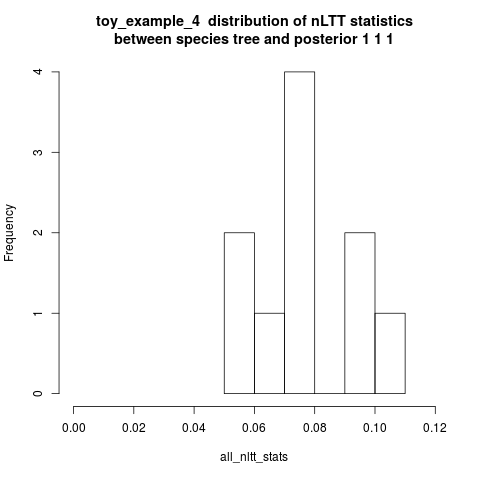 toy_example_4  distribution of nLTT statistics
between species tree and posterior 1 1 1
4
3
2
1
0
Frequency
0.00 0.02 0.04 0.06 0.08 0.10 0.12
all_nltt_stats